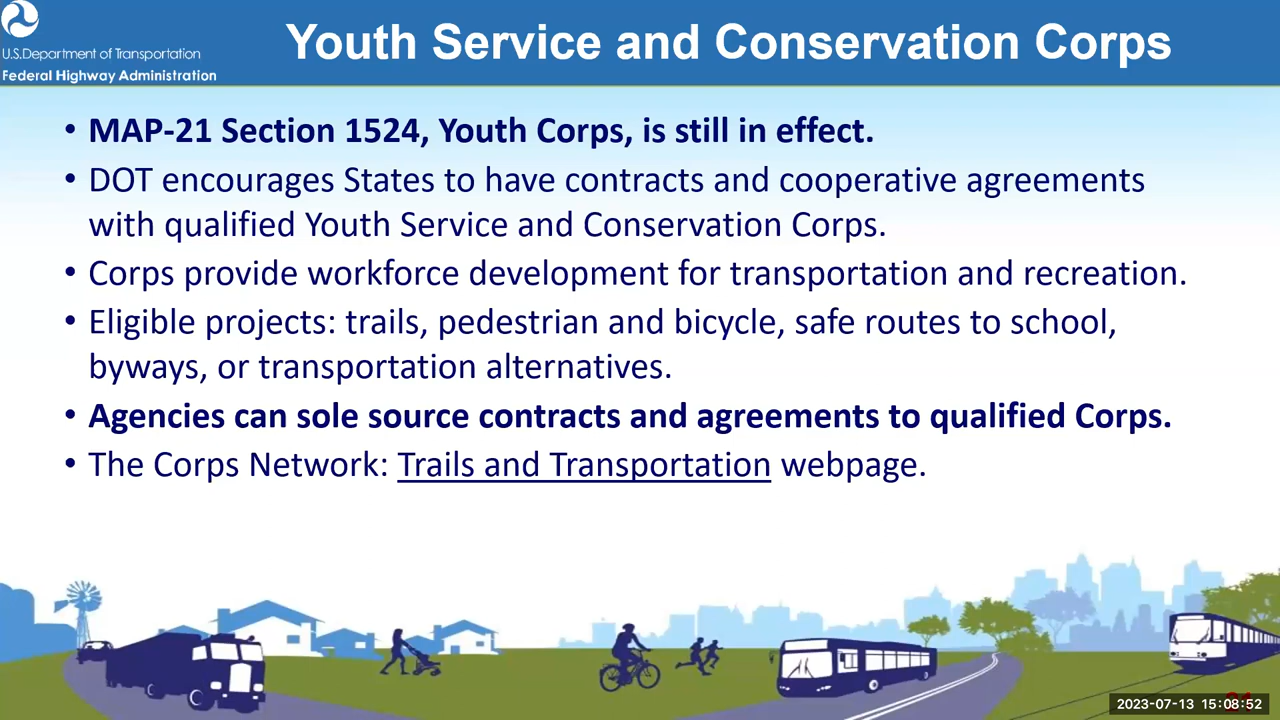 U.S.Department of Transportation
Federal Highway Administration
Youth Service and Conservation Corps
• MAP-21 Section 1524, Youth Corps, is still in effect.
• DOT encourages States to have contracts and cooperative agreements
with qualified Youth Service and Conservation Corps.
• Corps provide workforce development for transportation and recreation.
• Eligible projects: trails, pedestrian and bicycle, safe routes to school,
byways, or transportation alternatives.
• Agencies can sole source contracts and agreements to qualified Corps.
• The Corps Network: Trails and Transportation webpage.
2023-07-13 15:08:52